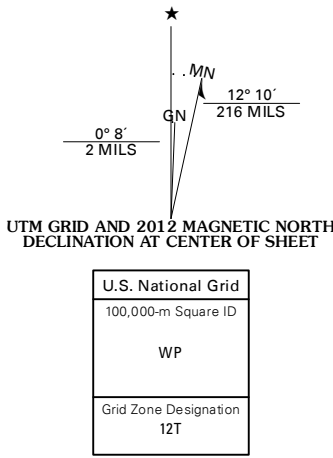 ★
MN
GN
12° 10´
216 MILS
0° 8´
2 MILS
UTM GRID AND 2012 MAGNETIC NORTH
DECLINATION AT CENTER OF SHEET
U.S. National Grid
100,000-m Square ID
WP
Grid Zone Designation
12T